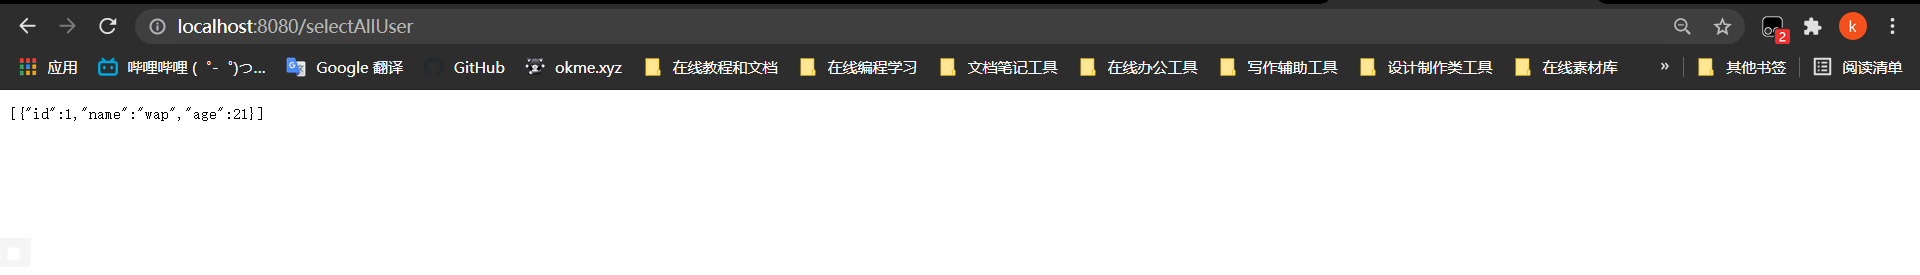 localhost:8080/selectAllUser
2
k
应用 哔哩哔哩 (゜-゜)つ... Google 翻译 GitHub okme.xyz 在线教程和文档 在线编程学习 文档笔记工具 在线办公工具 写作辅助工具 设计制作类工具 在线素材库 » 其他书签 阅读清单
[{"id":1,"name":"wap","age":21}]